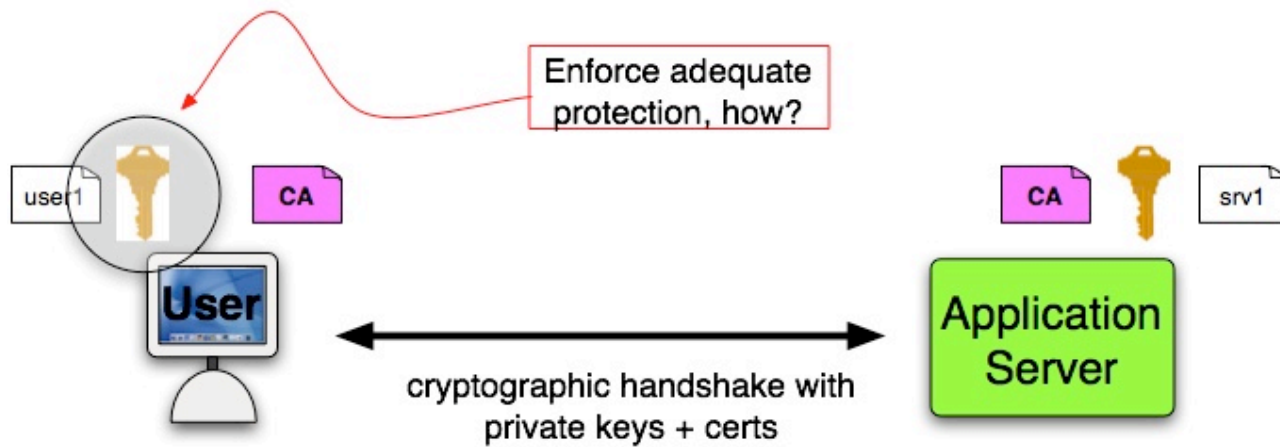 Enforce adequate
protection, how?
user1
CA
CA
srv1
User
Application
Server
cryptographic handshake with
private keys + certs